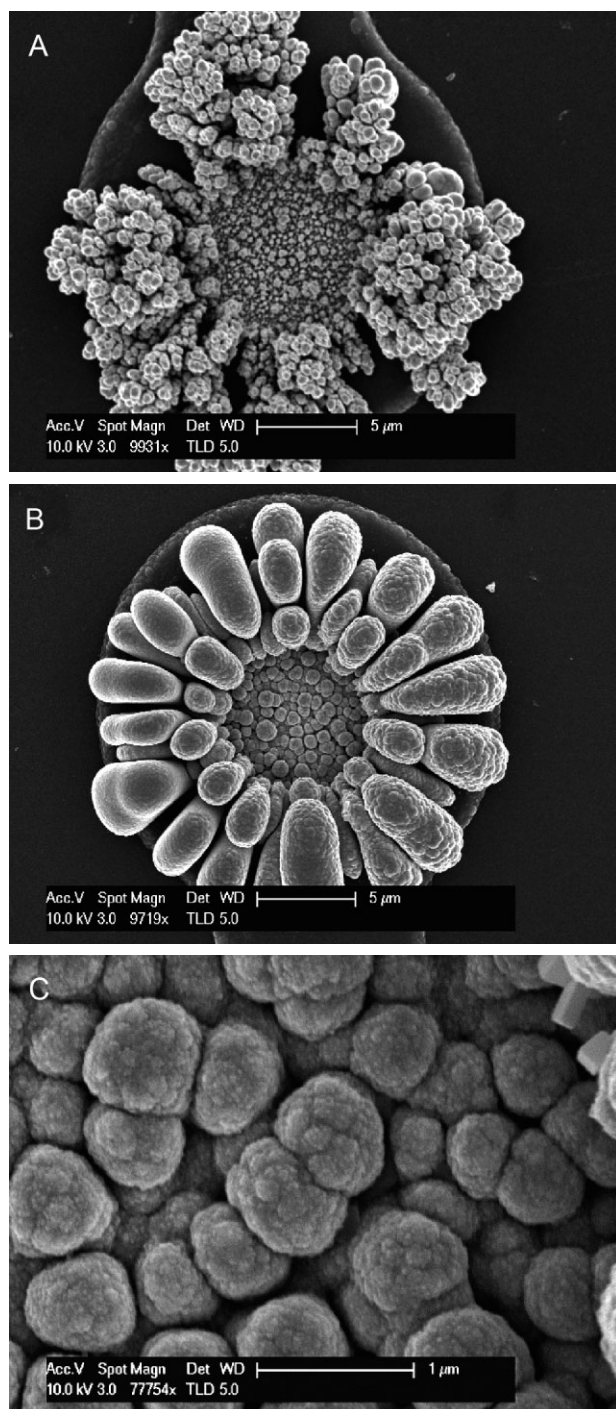 A
Acc.V Spot Magn Det WD 5 µm
10.0 kV 3.0 9931x TLD 5.0
B
Acc.V Spot Magn Det WD 5 µm
10.0 kV 3.0 9719x TLD 5.0
C
Acc.V Spot Magn Det WD 1 µm
10.0 kV 3.0 77754x TLD 5.0